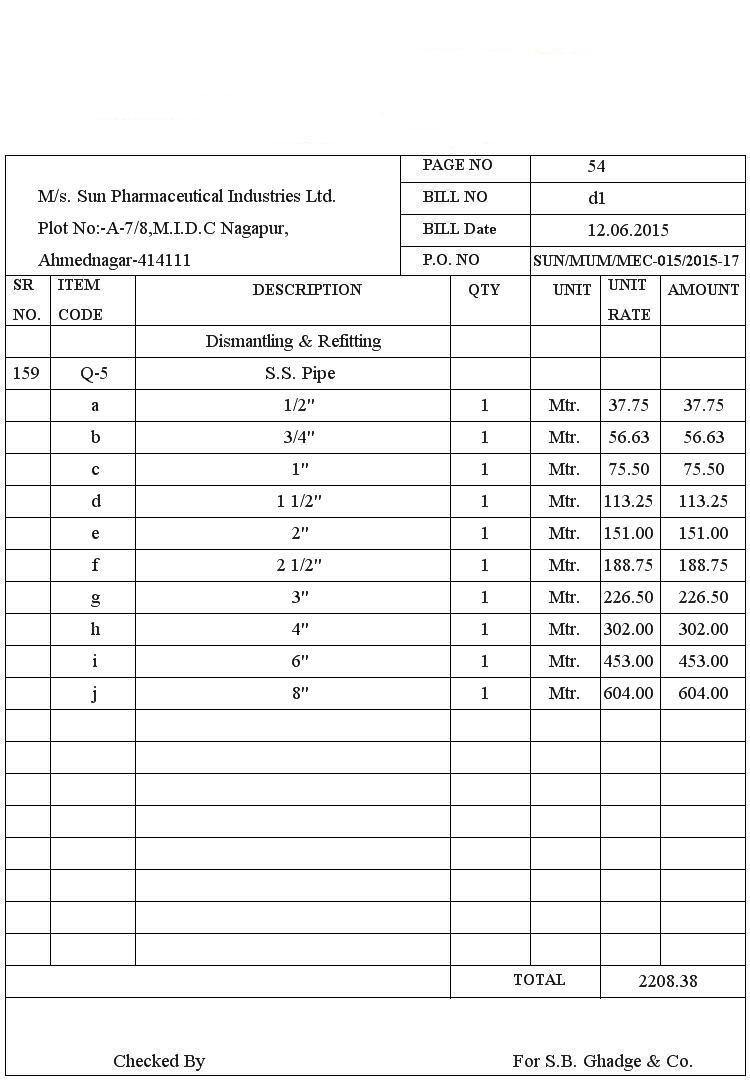 PAGE NO 54
M/s. Sun Pharmaceutical Industries Ltd. BILL NO d1
Plot No:-A-7/8,M.I.D.C Nagapur, BILL Date 12.06.2015
Ahmednagar-414111 P.O. NO SUN/MUM/MEC-015/2015-17
SR NO. ITEM CODE DESCRIPTION QTY UNIT UNIT RATE AMOUNT
Dismantling & Refitting
159 Q-5 S.S. Pipe
a 1/2" 1 Mtr. 37.75 37.75
b 3/4" 1 Mtr. 56.63 56.63
c 1" 1 Mtr. 75.50 75.50
d 1 1/2" 1 Mtr. 113.25 113.25
e 2" 1 Mtr. 151.00 151.00
f 2 1/2" 1 Mtr. 188.75 188.75
g 3" 1 Mtr. 226.50 226.50
h 4" 1 Mtr. 302.00 302.00
i 6" 1 Mtr. 453.00 453.00
j 8" 1 Mtr. 604.00 604.00
TOTAL 2208.38
Checked By For S.B. Ghadge & Co.